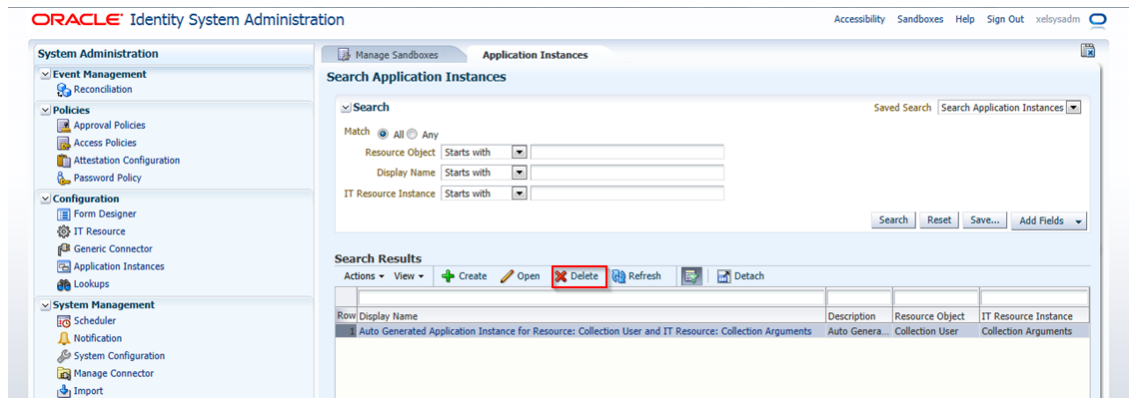 ORACLE Identity System Administration
Accessibility Sandboxes Help Sign Out xelsysadm
System Administration
Event Management
Reconciliation
Policies
Approval Policies
Access Policies
Attestation Configuration
Password Policy
Configuration
Form Designer
IT Resource
Generic Connector
Application Instances
Lookups
System Management
Scheduler
Notification
System Configuration
Manage Connector
Import
Manage Sandboxes Application Instances
Search Application Instances
Search
Saved Search Search Application Instances
Match All Any
Resource Object Starts with
Display Name Starts with
IT Resource Instance Starts with
Search Reset Save... Add Fields
Search Results
Actions View Create Open Delete Refresh Detach
Row Display Name Description Resource Object IT Resource Instance
1 Auto Generated Application Instance for Resource: Collection User and IT Resource: Collection Arguments Auto Genera... Collection User Collection Arguments